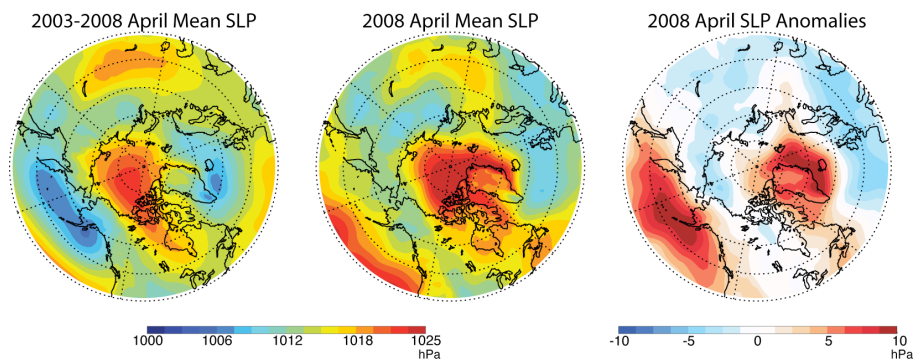 2003-2008 April Mean SLP
2008 April Mean SLP
2008 April SLP Anomalies
1000 1006 1012 1018 1025
hPa
-10 -5 0 5 10
hPa